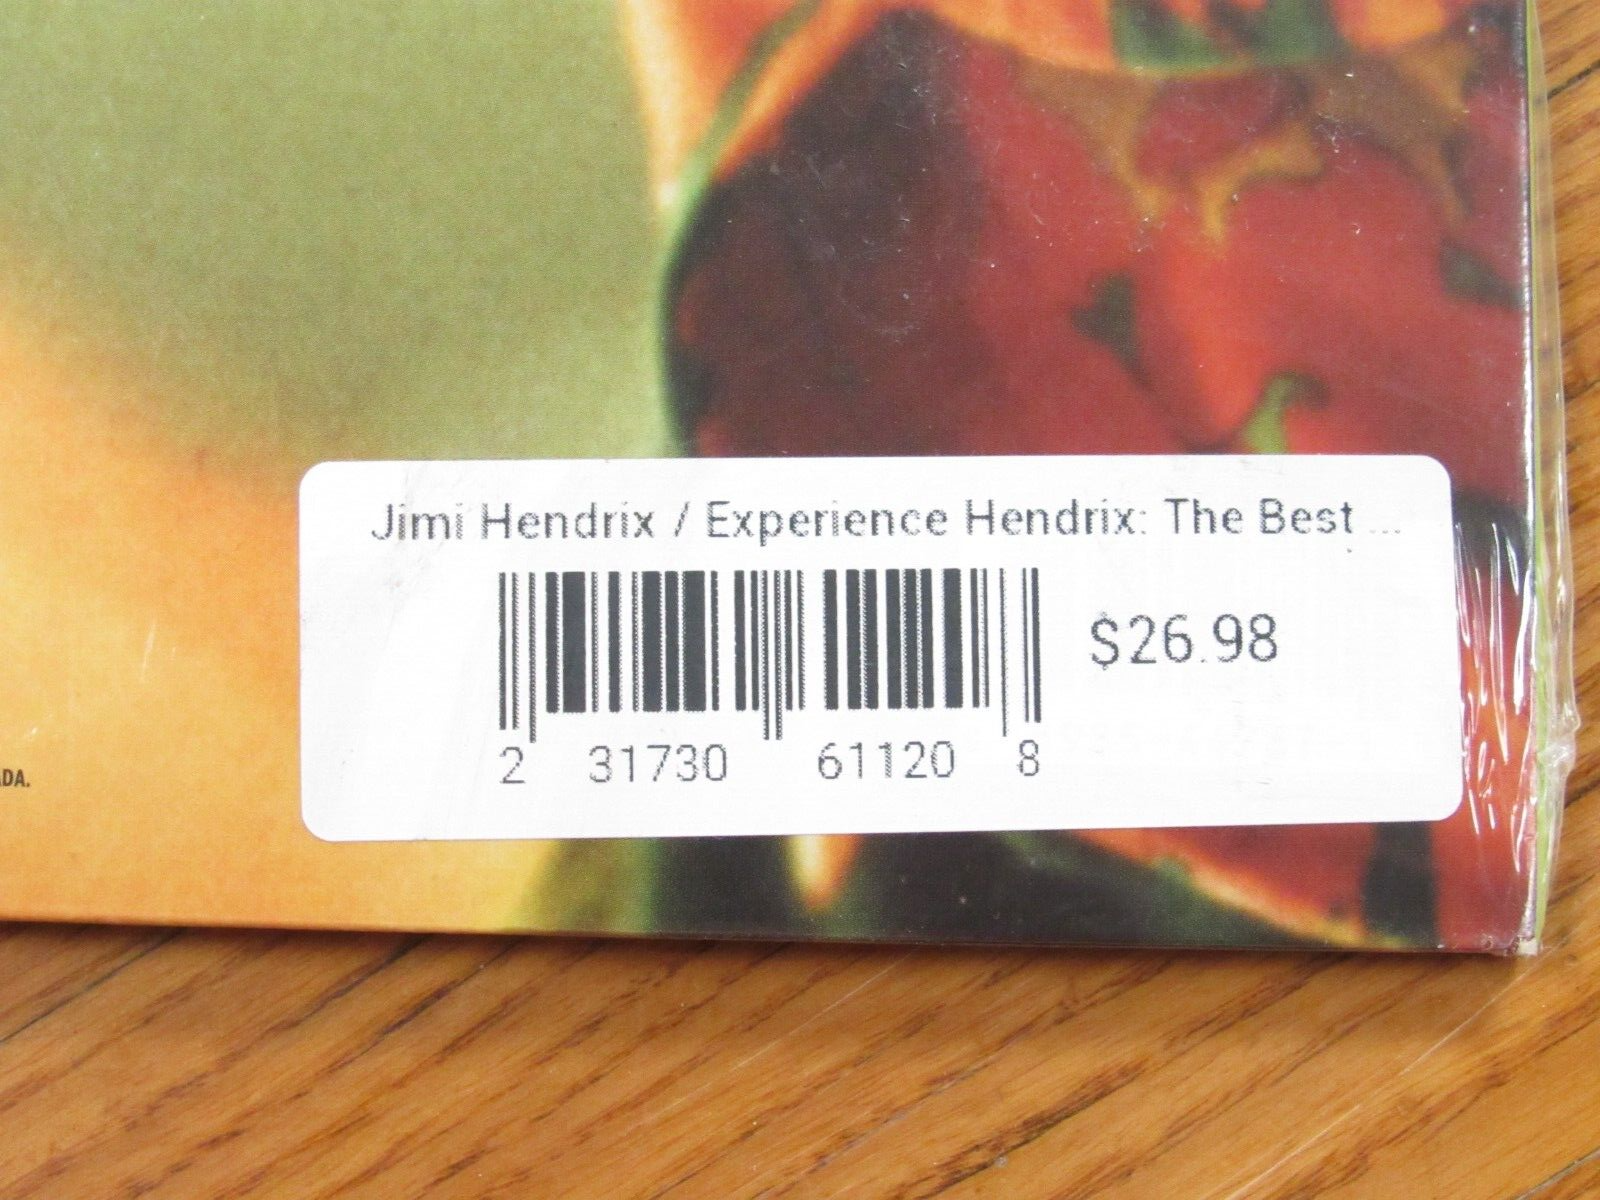 Jimi Hendrix / Experience Hendrix: The Best ...
$26.98
2 31730 61120 8
ADA.